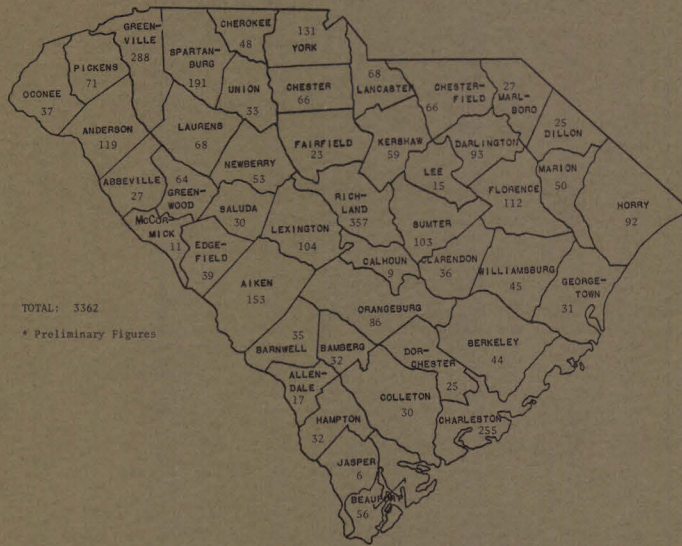 GREEN-
VILLE
288
CHEROKEE
48
131
YORK
SPARTAN-
BURG
191
PICKENS
71
OCONEE
37
UNION
33
CHESTER
66
68
LANCASTER
CHESTER-
FIELD
66
27
MARL-
BORO
25
DILLON
ANDERSON
119
LAURENS
68
FAIRFIELD
23
KERSHAW
59
DARLINGTON
93
LEE
15
MARION
50
NEWBERRY
53
ABBEVILLE
27
64
GREEN-
WOOD
SALUDA
30
RICH-
LAND
357
FLORENCE
112
HORRY
92
McCOR-
MICK
11
LEXINGTON
104
SUMTER
103
EDGE-
FIELD
39
CALHOUN
9
CLARENDON
36
WILLIAMSBURG
45
GEORGE-
TOWN
31
AIKEN
153
ORANGEBURG
86
TOTAL: 3362
* Preliminary Figures
35
BARNWELL
BAMBERG
32
DOR-
CHESTER
25
BERKELEY
44
ALLEN-
DALE
17
COLLETON
30
HAMPTON
32
CHARLESTON
255
JASPER
6
BEAUFORT
56